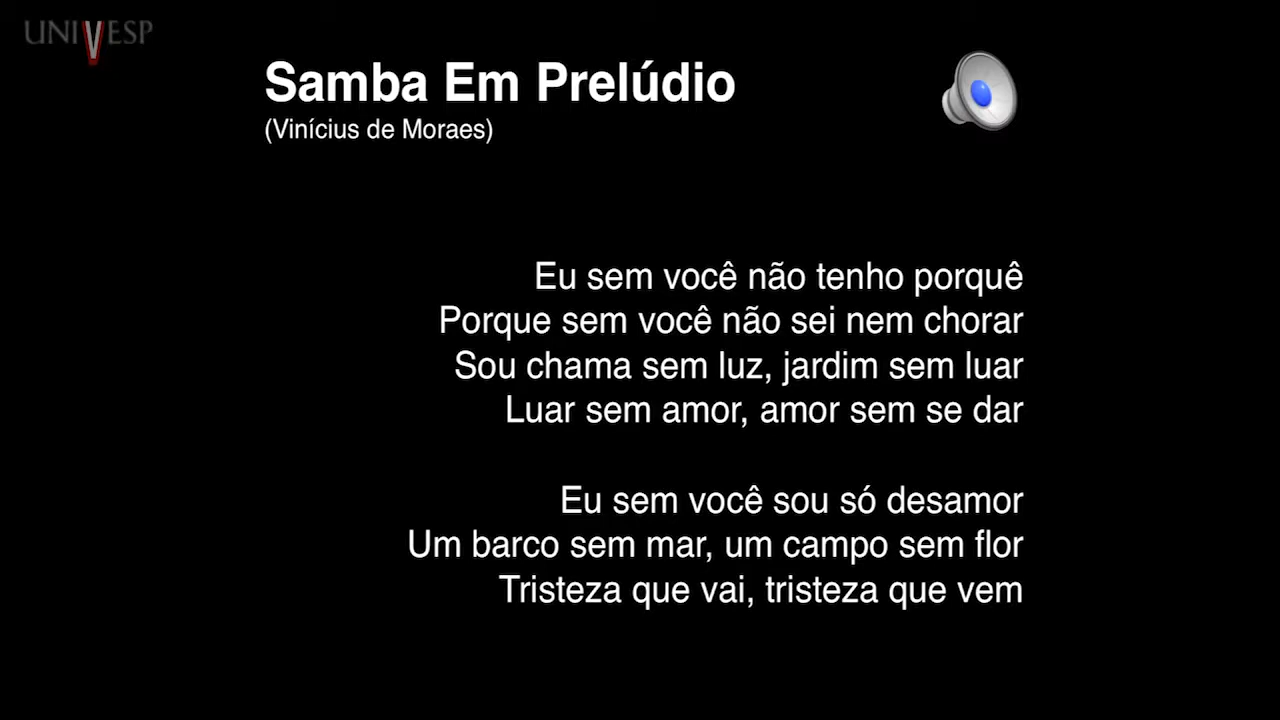 UNIVESP
Samba Em Prelúdio
(Vinícius de Moraes)
Eu sem você não tenho porquê
Porque sem você não sei nem chorar
Sou chama sem luz, jardim sem luar
Luar sem amor, amor sem se dar
Eu sem você sou só desamor
Um barco sem mar, um campo sem flor
Tristeza que vai, tristeza que vem